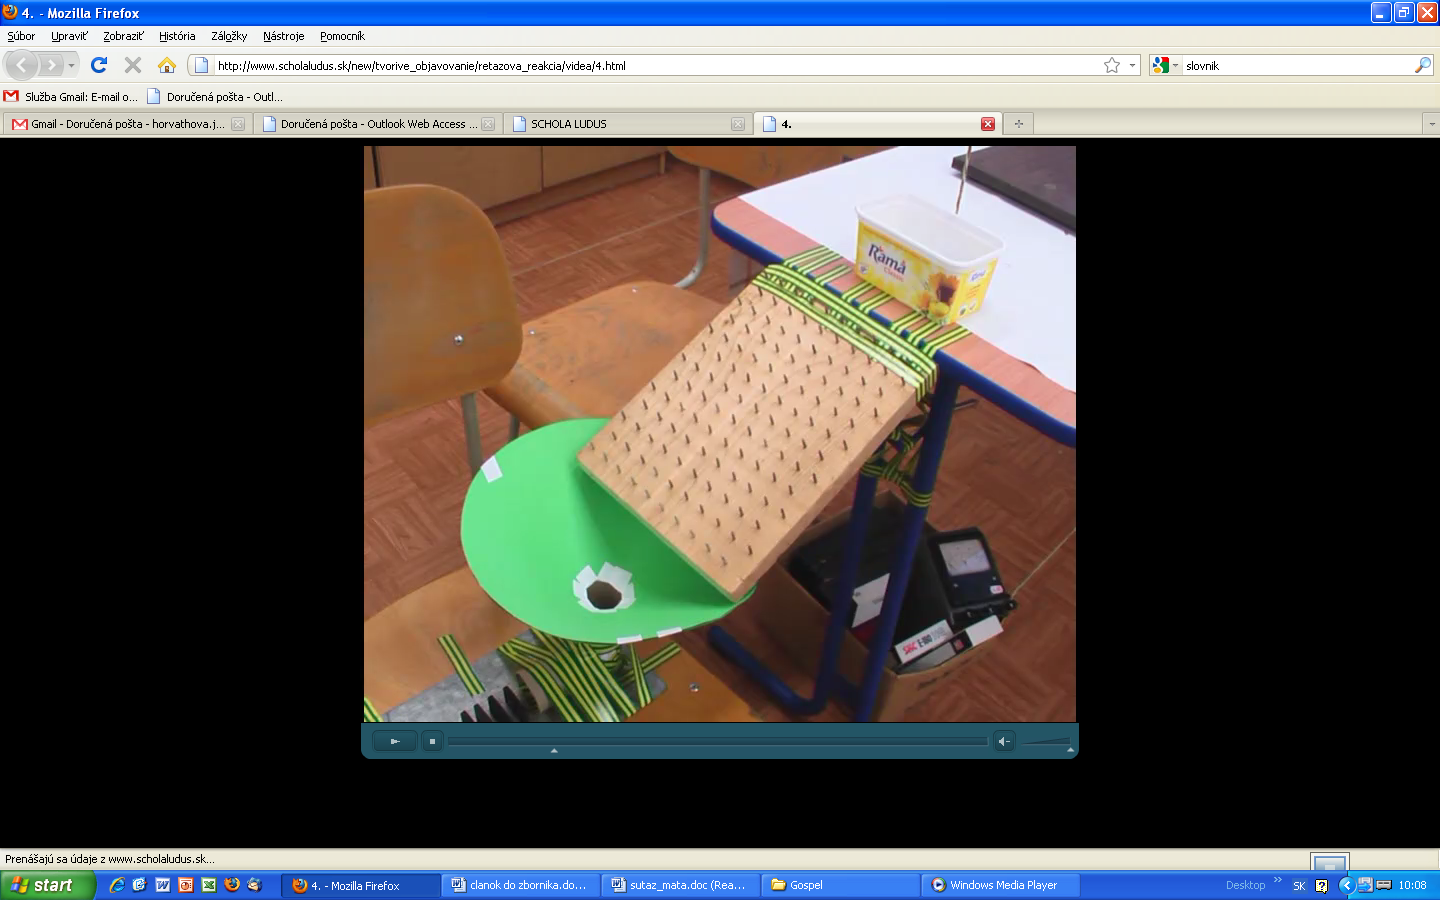 4. - Mozilla Firefox
Súbor Upraviť Zobraziť História Záložky Nástroje Pomocník
http://www.scholaludus.sk/new/tvorive_objavovanie/retazova_reakcia/videa/4.html
slovnik
Služba Gmail: E-mail o... Doručená pošta - Outl...
Gmail - Doručená pošta - horvathova.j... Doručená pošta - Outlook Web Access ... SCHOLA LUDUS 4.
Rama
Classic
E-180
Prenášajú sa údaje z www.scholaludus.sk...
start 4. - Mozilla Firefox clanok do zbornika.do... sutaz_mata.doc (Rea... Gospel Windows Media Player Desktop SK 10:08